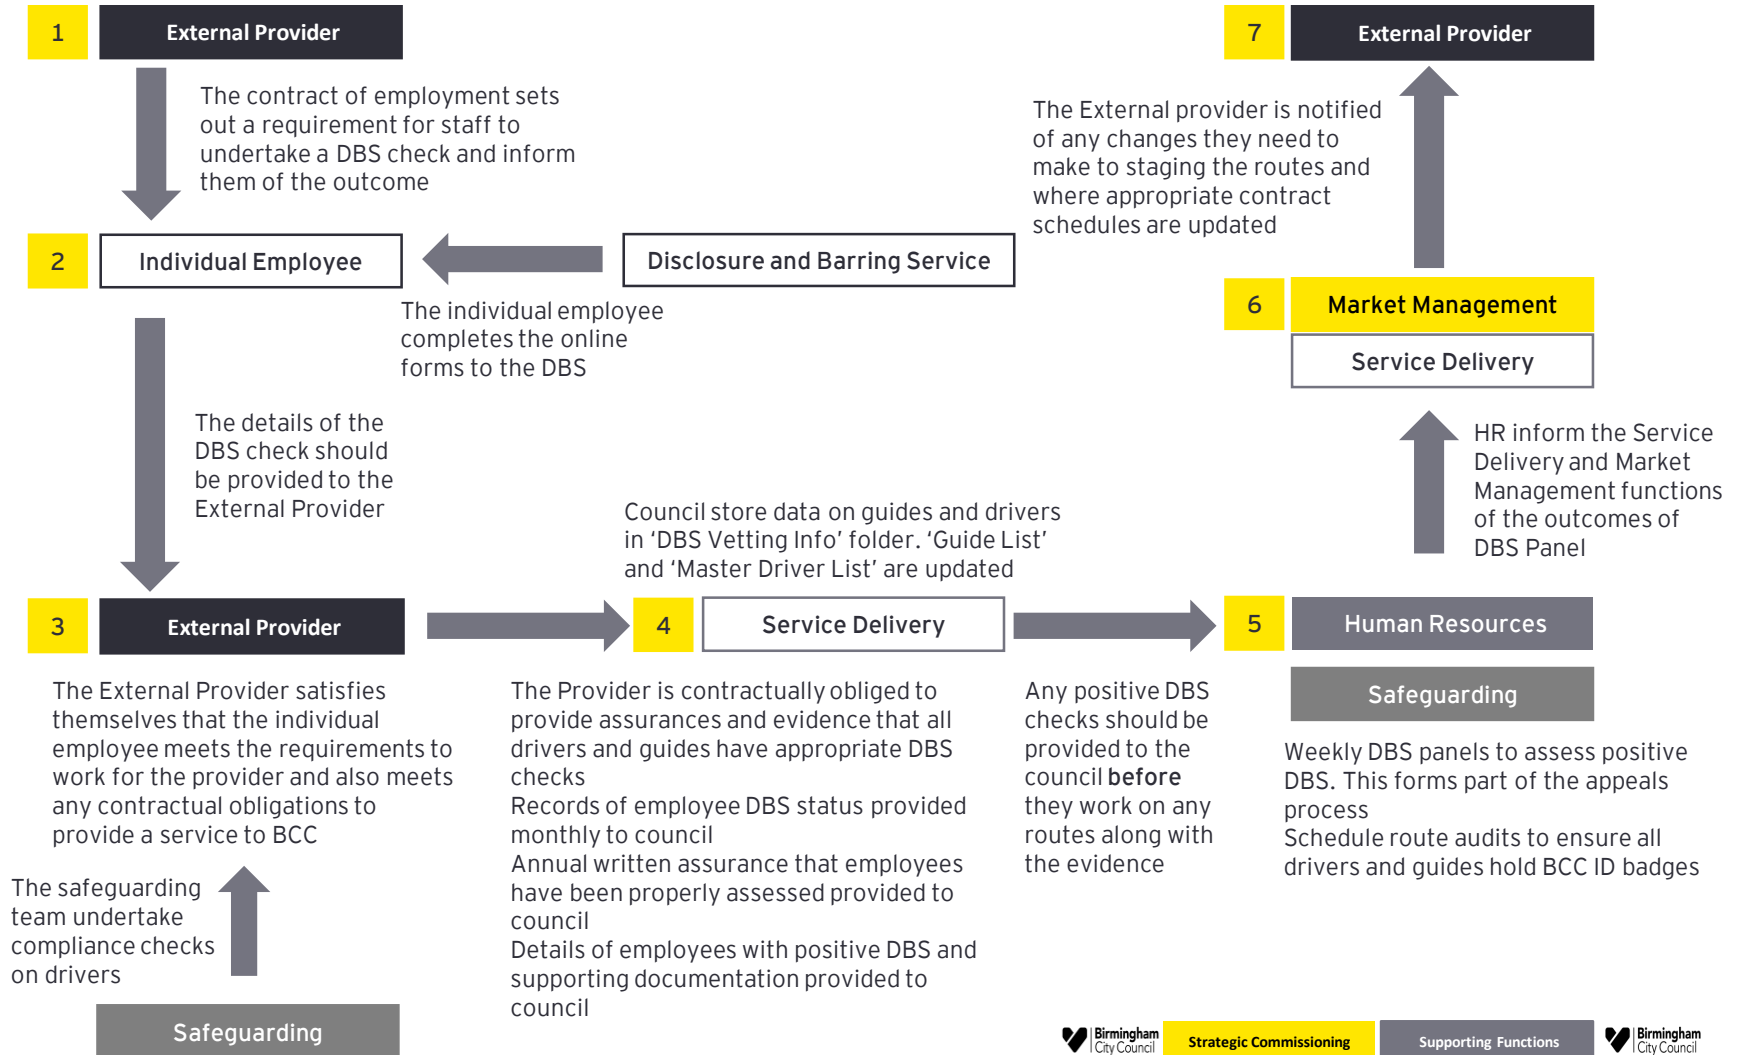 1
External Provider
The contract of employment sets
out a requirement for staff to
undertake a DBS check and inform
them of the outcome
2
Individual Employee
Disclosure and Barring Service
The individual employee
completes the online
forms to the DBS
The details of the
DBS check should
be provided to the
External Provider
3
External Provider
The External Provider satisfies
themselves that the individual
employee meets the requirements to
work for the provider and also meets
any contractual obligations to
provide a service to BCC
The safeguarding
team undertake
compliance checks
on drivers
Safeguarding
Council store data on guides and drivers
in ‘DBS Vetting Info’ folder. ‘Guide List’
and ‘Master Driver List’ are updated
4
Service Delivery
The Provider is contractually obliged to
provide assurances and evidence that all
drivers and guides have appropriate DBS
checks
Records of employee DBS status provided
monthly to council
Annual written assurance that employees
have been properly assessed provided to
council
Details of employees with positive DBS and
supporting documentation provided to
council
Any positive DBS
checks should be
provided to the
council before
they work on any
routes along with
the evidence
5
Human Resources
Safeguarding
Weekly DBS panels to assess positive
DBS. This forms part of the appeals
process
Schedule route audits to ensure all
drivers and guides hold BCC ID badges
HR inform the Service
Delivery and Market
Management functions
of the outcomes of
DBS Panel
6
Market Management
Service Delivery
The External provider is notified
of any changes they need to
make to staging the routes and
where appropriate contract
schedules are updated
7
External Provider
Birmingham
City Council
Strategic Commissioning
Supporting Functions
Birmingham
City Council